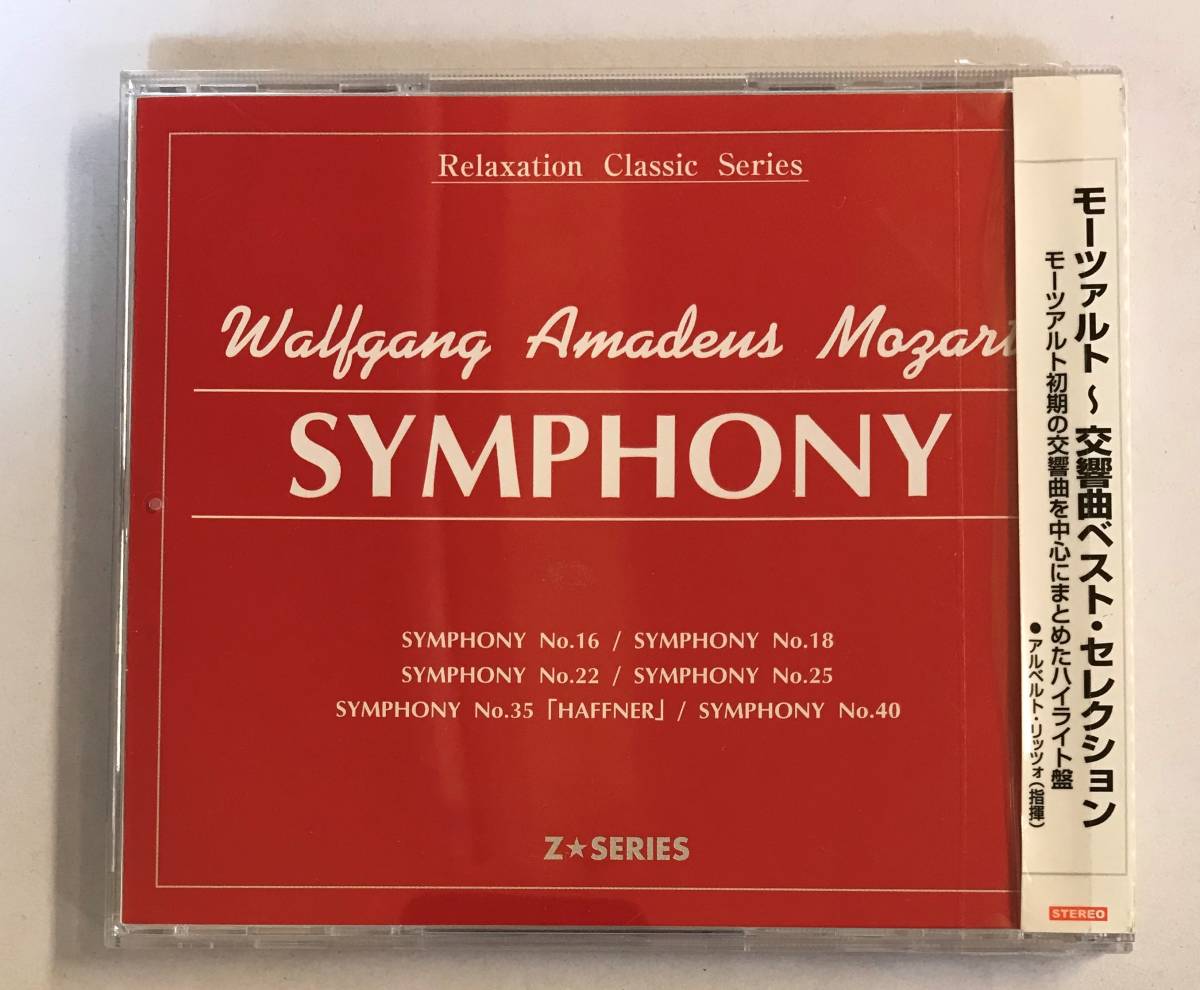 Relaxation Classic Series
Walfgang Amadeus Mozart
SYMPHONY
SYMPHONY No.16 / SYMPHONY No.18
SYMPHONY No.22 / SYMPHONY No.25
SYMPHONY No.35「HAFFNER」/ SYMPHONY No.40
Z★SERIES
モーツァルト〜交響曲ベスト・セレクション
モーツアルト初期の交響曲を中心にまとめたハイライト盤
●アルベルト・リッツォ(指揮)
STEREO